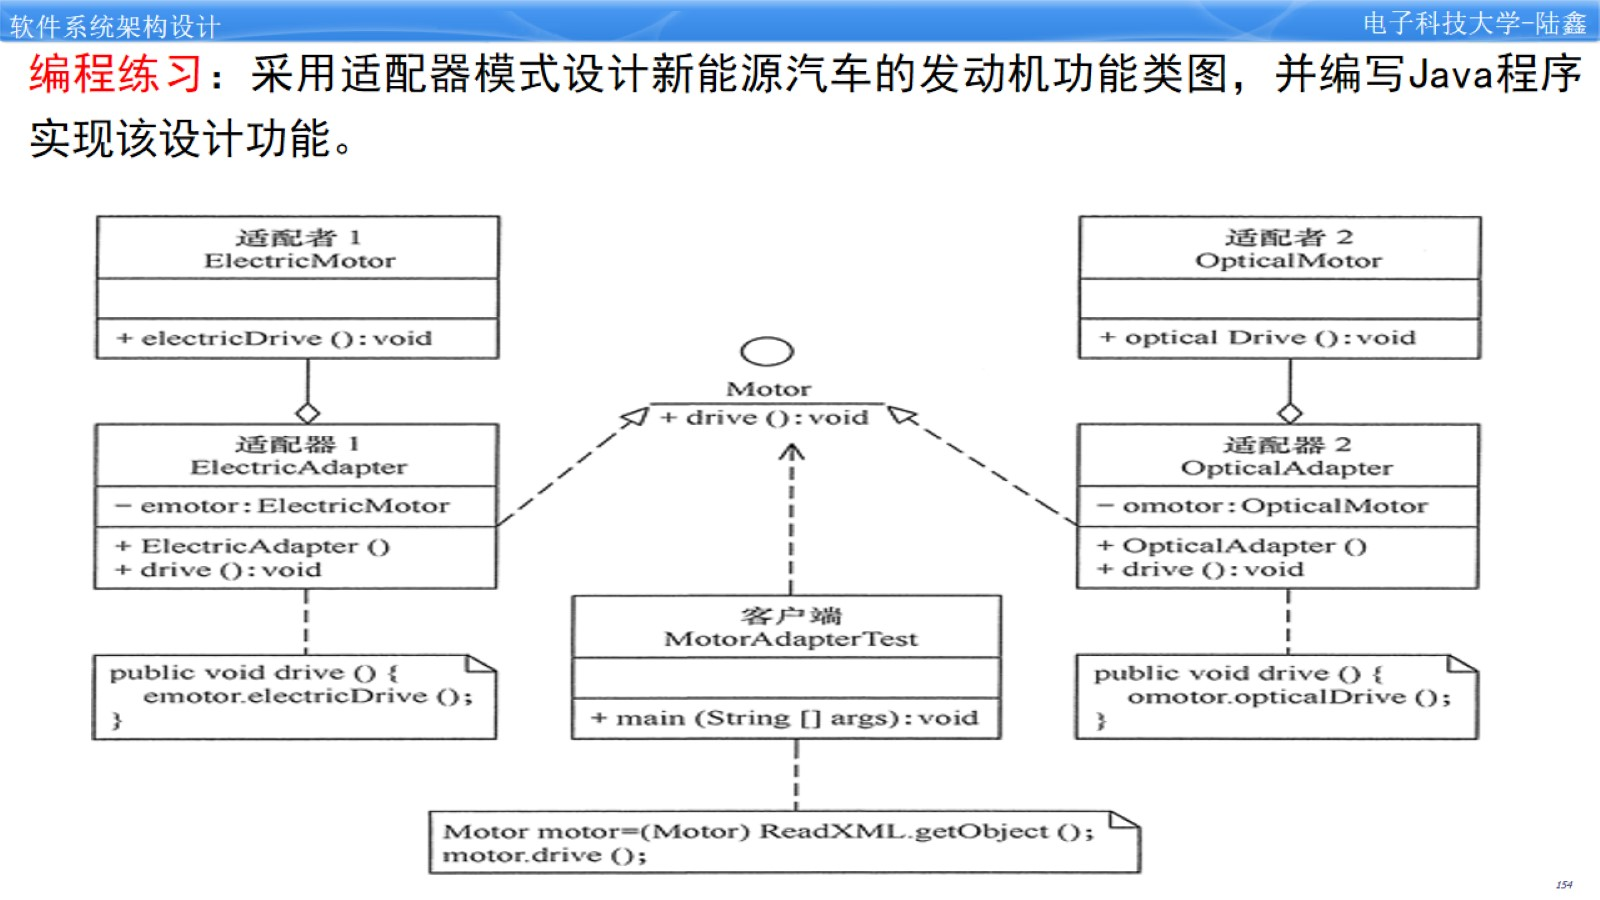 软件系统架构设计
电子科技大学-陆鑫
编程练习：采用适配器模式设计新能源汽车的发动机功能类图，并编写Java程序
实现该设计功能。
适配者 1
ElectricMotor
+ electricDrive ():void
适配者 2
OpticalMotor
+ optical Drive ():void
Motor
+ drive ():void
适配器 1
ElectricAdapter
- emotor:ElectricMotor
+ ElectricAdapter ()
+ drive ():void
适配器 2
OpticalAdapter
- omotor:OpticalMotor
+ OpticalAdapter ()
+ drive ():void
客户端
MotorAdapterTest
+ main (String [] args):void
public void drive () {
emotor.electricDrive ();
}
public void drive () {
omotor.opticalDrive ();
}
Motor motor=(Motor) ReadXML.getObject ();
motor.drive ();
154